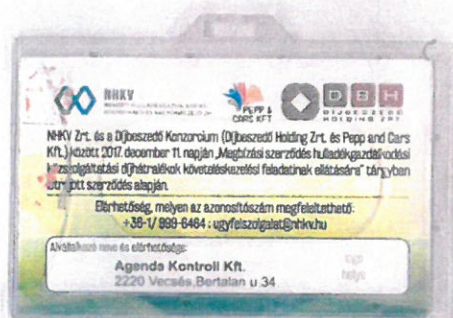 NHKV
PEPP & CARS KFT
DBH
DÍJBESZEDŐ HOLDING ZRT
NHKV Zrt. és a Díjbeszedő Konzorcium (Díjbeszedő Holding Zrt. és Pepp and Cars
Kft.) között 2017. december 11. napján „Megbízási szerződés hulladékgazdálkodási
közszolgáltatási díjhátralékok követeléskezelési feladatainak ellátására" tárgyban
létrejött szerződés alapján.
Elérhetőség, melyen az azonosítószám megfeleltethető:
+36-1/ 999-6464 ; ugyfelszolgalat@nhkv.hu
Alvállalkozó neve és elérhetősége:
Agenda Kontroll Kft.
2220 Vecsés,Bertalan u 34
helye